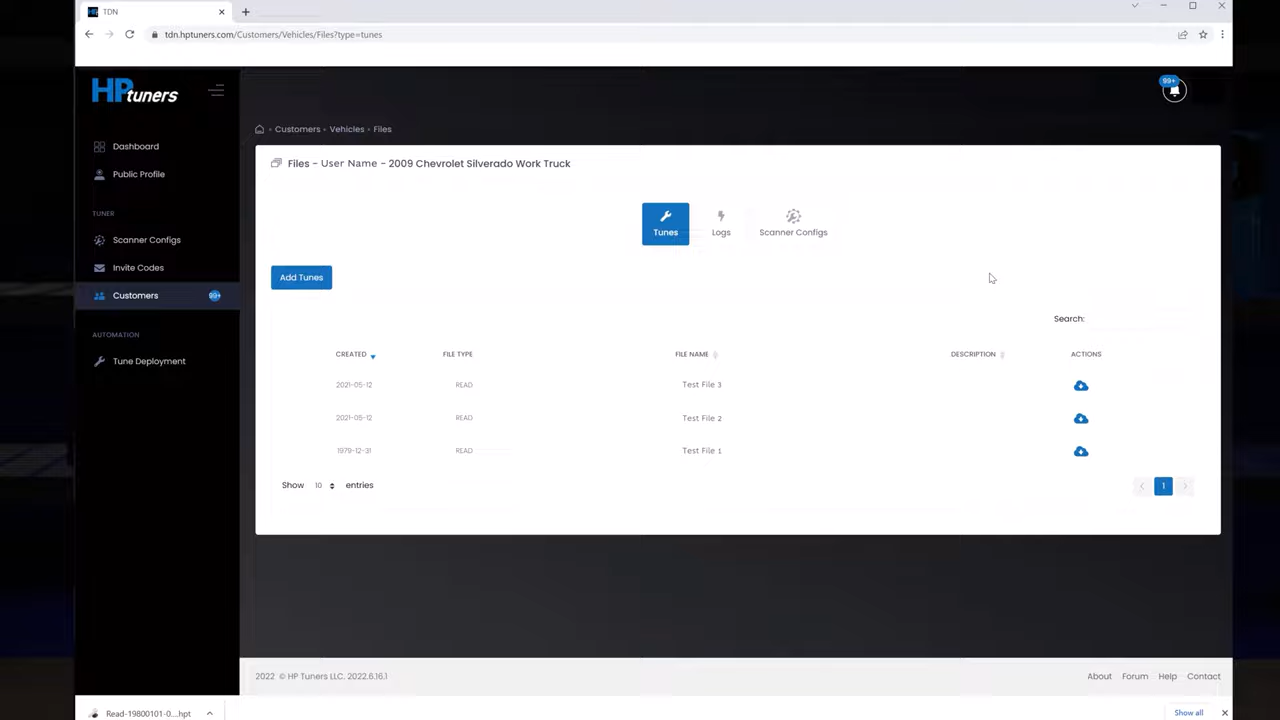 TDN
tdn.hptuners.com/Customers/Vehicles/Files?type=tunes
HPtuners
99+
Dashboard
Public Profile
TUNER
Scanner Configs
Invite Codes
Customers 99+
AUTOMATION
Tune Deployment
Customers Vehicles Files
Files - User Name - 2009 Chevrolet Silverado Work Truck
Tunes Logs Scanner Configs
Add Tunes
Search:
CREATED FILE TYPE FILE NAME DESCRIPTION ACTIONS
2021-05-12 READ Test File 3
2021-05-12 READ Test File 2
1979-12-31 READ Test File 1
Show 10 entries
1
2022 © HP Tuners LLC. 2022.6.16.1
About Forum Help Contact
Read-19800101-0....hpt
Show all